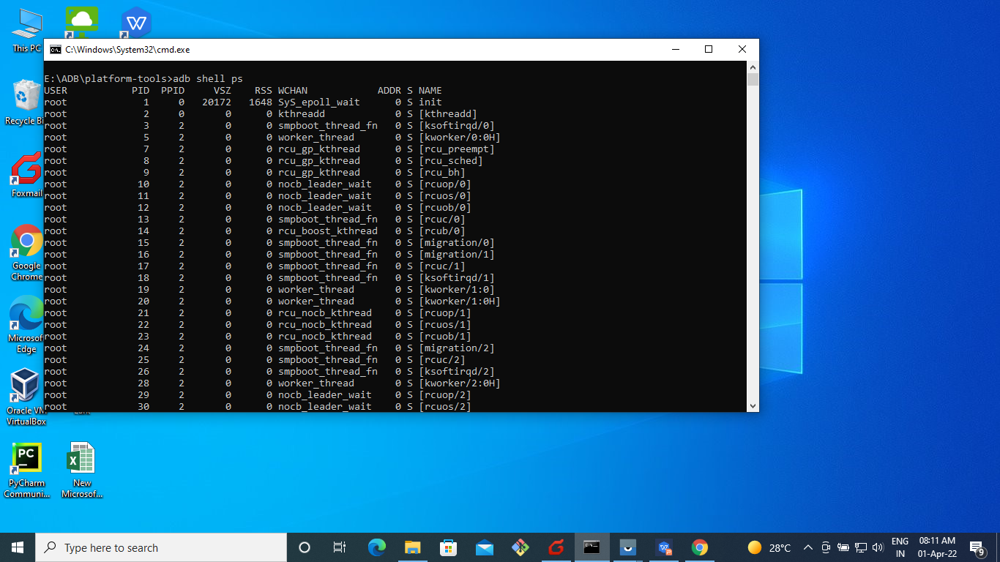 This PC
C:\Windows\System32\cmd.exe
E:\ADB\platform-tools>adb shell ps
USER PID PPID VSZ RSS WCHAN ADDR S NAME
root 1 0 20172 1648 SyS_epoll_wait 0 S init
root 2 0 0 0 kthreadd 0 S [kthreadd]
root 3 2 0 0 smpboot_thread_fn 0 S [ksoftirqd/0]
root 5 2 0 0 worker_thread 0 S [kworker/0:0H]
root 7 2 0 0 rcu_gp_kthread 0 S [rcu_preempt]
root 8 2 0 0 rcu_gp_kthread 0 S [rcu_sched]
root 9 2 0 0 rcu_gp_kthread 0 S [rcu_bh]
root 10 2 0 0 nocb_leader_wait 0 S [rcuop/0]
root 11 2 0 0 nocb_leader_wait 0 S [rcuos/0]
root 12 2 0 0 nocb_leader_wait 0 S [rcuob/0]
root 13 2 0 0 smpboot_thread_fn 0 S [rcuc/0]
root 14 2 0 0 rcu_boost_kthread 0 S [rcub/0]
root 15 2 0 0 smpboot_thread_fn 0 S [migration/0]
root 16 2 0 0 smpboot_thread_fn 0 S [migration/1]
root 17 2 0 0 smpboot_thread_fn 0 S [rcuc/1]
root 18 2 0 0 smpboot_thread_fn 0 S [ksoftirqd/1]
root 19 2 0 0 worker_thread 0 S [kworker/1:0]
root 20 2 0 0 worker_thread 0 S [kworker/1:0H]
root 21 2 0 0 rcu_nocb_kthread 0 S [rcuop/1]
root 22 2 0 0 rcu_nocb_kthread 0 S [rcuos/1]
root 23 2 0 0 rcu_nocb_kthread 0 S [rcuob/1]
root 24 2 0 0 smpboot_thread_fn 0 S [migration/2]
root 25 2 0 0 smpboot_thread_fn 0 S [rcuc/2]
root 26 2 0 0 smpboot_thread_fn 0 S [ksoftirqd/2]
root 28 2 0 0 worker_thread 0 S [kworker/2:0H]
root 29 2 0 0 nocb_leader_wait 0 S [rcuop/2]
root 30 2 0 0 nocb_leader_wait 0 S [rcuos/2]
Recycle Bi
Foxmail
Google
Chrome
Microsof
Edge
Oracle VM
VirtualBox
PC
PyCharm
Communi...
New
Microsof...
Type here to search
28°C
ENG
IN
08:11 AM
01-Apr-22
9